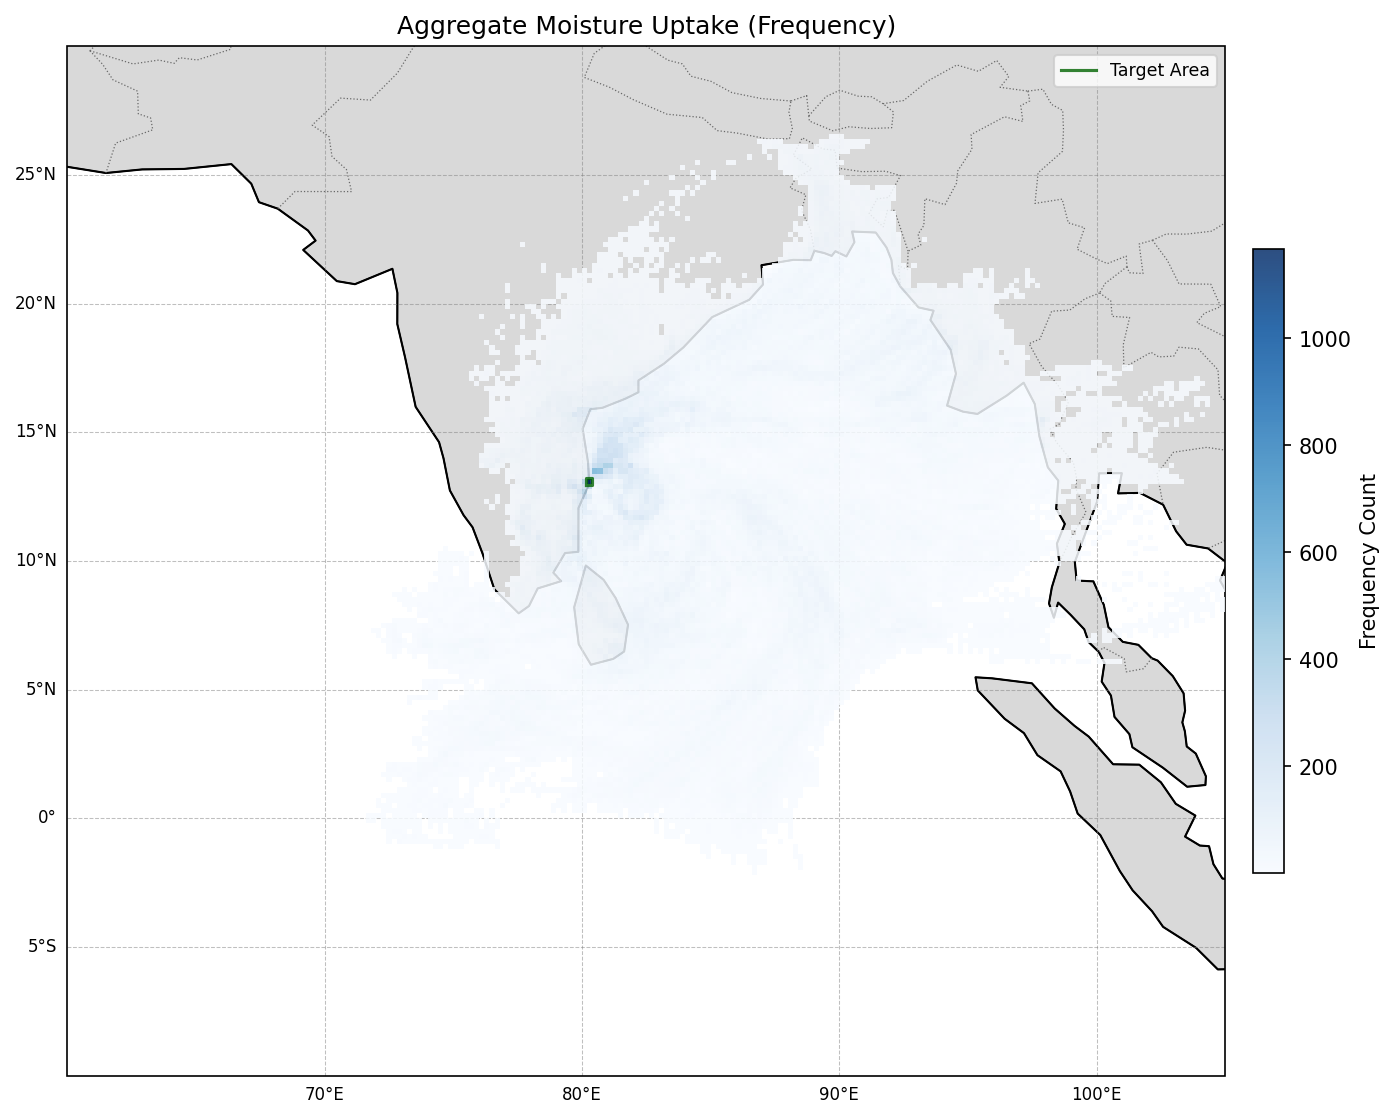 Aggregate Moisture Uptake (Frequency)
Target Area
25°N
20°N
15°N
10°N
5°N
0°
5°S
70°E
80°E
90°E
100°E
1000
800
600
400
200
Frequency Count